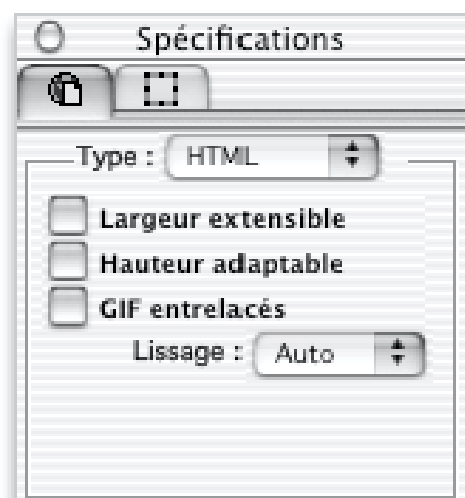 Spécifications
Type : HTML
Largeur extensible
Hauteur adaptable
GIF entrelacés
Lissage : Auto